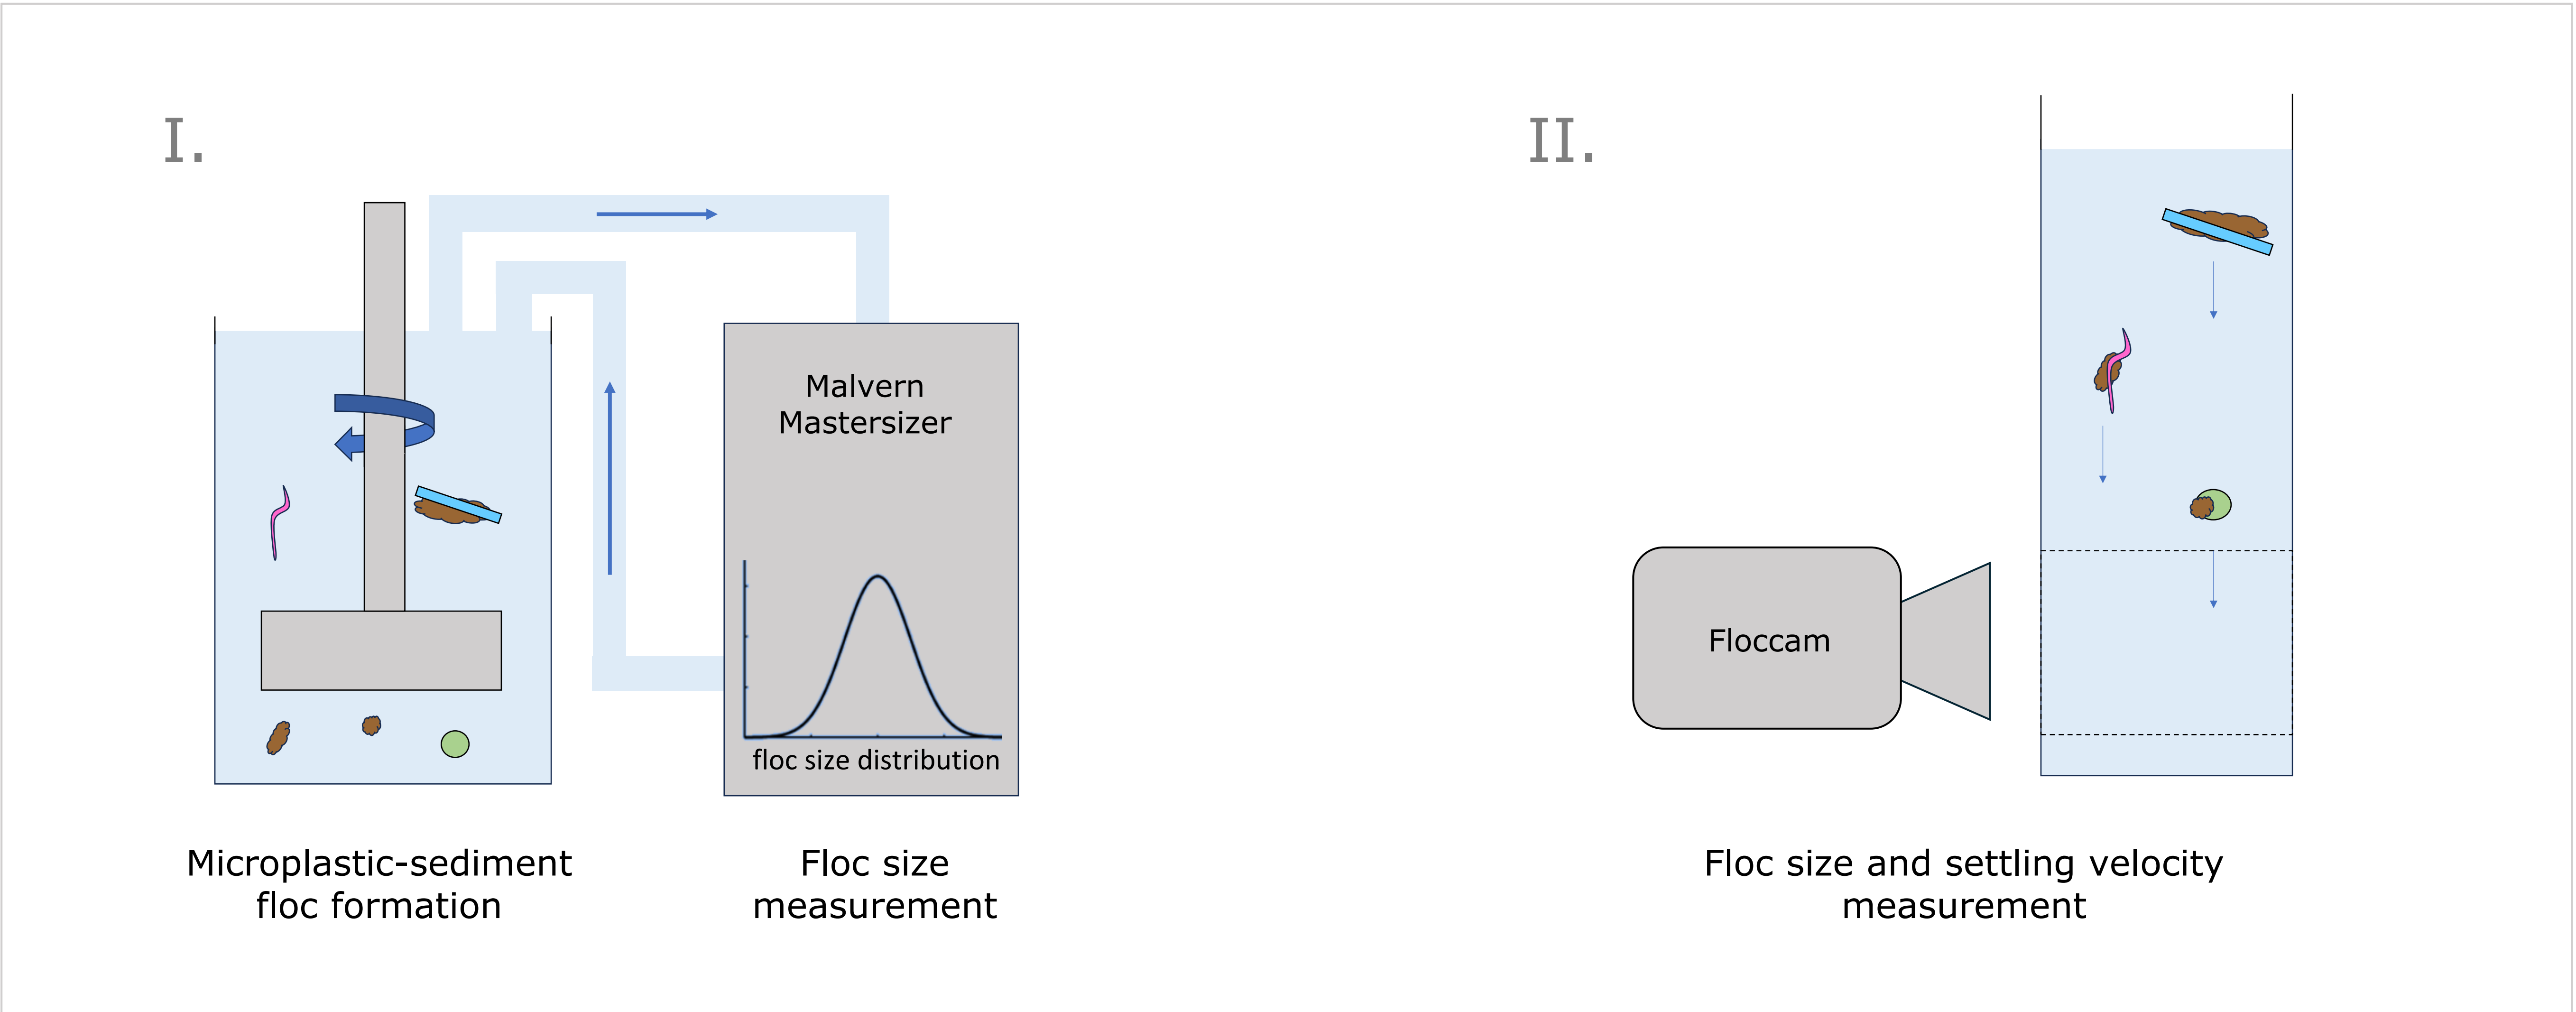 I.
Malvern
Mastersizer
floc size distribution
Microplastic-sediment
floc formation
Floc size
measurement
II.
Floccam
Floc size and settling velocity
measurement